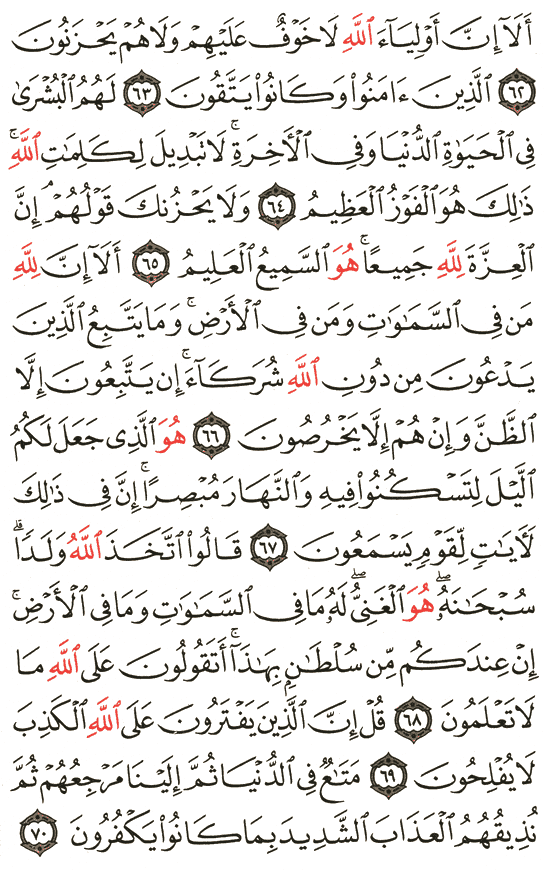 أَلَآ إِنَّ أَوْلِيَآءَ ٱللَّهِ لَا خَوْفٌ عَلَيْهِمْ وَلَا هُمْ يَحْزَنُونَ
﴿٦٢﴾ ٱلَّذِينَ ءَامَنُوا۟ وَكَانُوا۟ يَتَّقُونَ ﴿٦٣﴾ لَهُمُ ٱلْبُشْرَىٰ
فِى ٱلْحَيَوٰةِ ٱلدُّنْيَا وَفِى ٱلْأَخِرَةِ ۚ لَا تَبْدِيلَ لِكَلِمَٰتِ ٱللَّهِ ۚ
ذَٰلِكَ هُوَ ٱلْفَوْزُ ٱلْعَظِيمُ ﴿٦٤﴾ وَلَا يَحْزُنكَ قَوْلُهُمْ ۘ إِنَّ
ٱلْعِزَّةَ لِلَّهِ جَمِيعًا ۚ هُوَ ٱلسَّمِيعُ ٱلْعَلِيمُ ﴿٦٥﴾ أَلَآ إِنَّ لِلَّهِ
مَن فِى ٱلسَّمَٰوَٰتِ وَمَن فِى ٱلْأَرْضِ ۗ وَمَا يَتَّبِعُ ٱلَّذِينَ
يَدْعُونَ مِن دُونِ ٱللَّهِ شُرَكَآءَ ۚ إِن يَتَّبِعُونَ إِلَّا
ٱلظَّنَّ وَإِنْ هُمْ إِلَّا يَخْرُصُونَ ﴿٦٦﴾ هُوَ ٱلَّذِى جَعَلَ لَكُمُ
ٱلَّيْلَ لِتَسْكُنُوا۟ فِيهِ وَٱلنَّهَارَ مُبْصِرًا ۚ إِنَّ فِى ذَٰلِكَ
لَأَيَٰتٍ لِّقَوْمٍ يَسْمَعُونَ ﴿٦٧﴾ قَالُوا۟ ٱتَّخَذَ ٱللَّهُ وَلَدًا ۗ
سُبْحَٰنَهُۥ ۖ هُوَ ٱلْغَنِىُّ ۖ لَهُۥ مَا فِى ٱلسَّمَٰوَٰتِ وَمَا فِى ٱلْأَرْضِ ۚ
إِنْ عِندَكُم مِّن سُلْطَٰنٍۭ بِهَٰذَآ ۚ أَتَقُولُونَ عَلَى ٱللَّهِ مَا
لَا تَعْلَمُونَ ﴿٦٨﴾ قُلْ إِنَّ ٱلَّذِينَ يَفْتَرُونَ عَلَى ٱللَّهِ ٱلْكَذِبَ
لَا يُفْلِحُونَ ﴿٦٩﴾ مَتَٰعٌ فِى ٱلدُّنْيَا ثُمَّ إِلَيْنَا مَرْجِعُهُمْ ثُمَّ
نُذِيقُهُمُ ٱلْعَذَابَ ٱلشَّدِيدَ بِمَا كَانُوا۟ يَكْفُرُونَ ﴿٧٠﴾